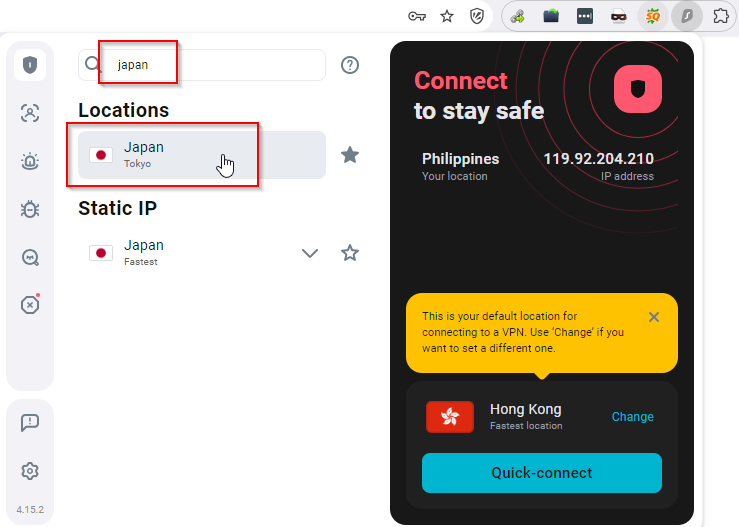 SQ
japan
Locations
Japan
Tokyo
Static IP
Japan
Fastest
4.15.2
Connect
to stay safe
Philippines
119.92.204.210
Your location
IP address
This is your default location for
connecting to a VPN. Use ‘Change’ if you
want to set a different one.
Hong Kong
Fastest location
Change
Quick-connect